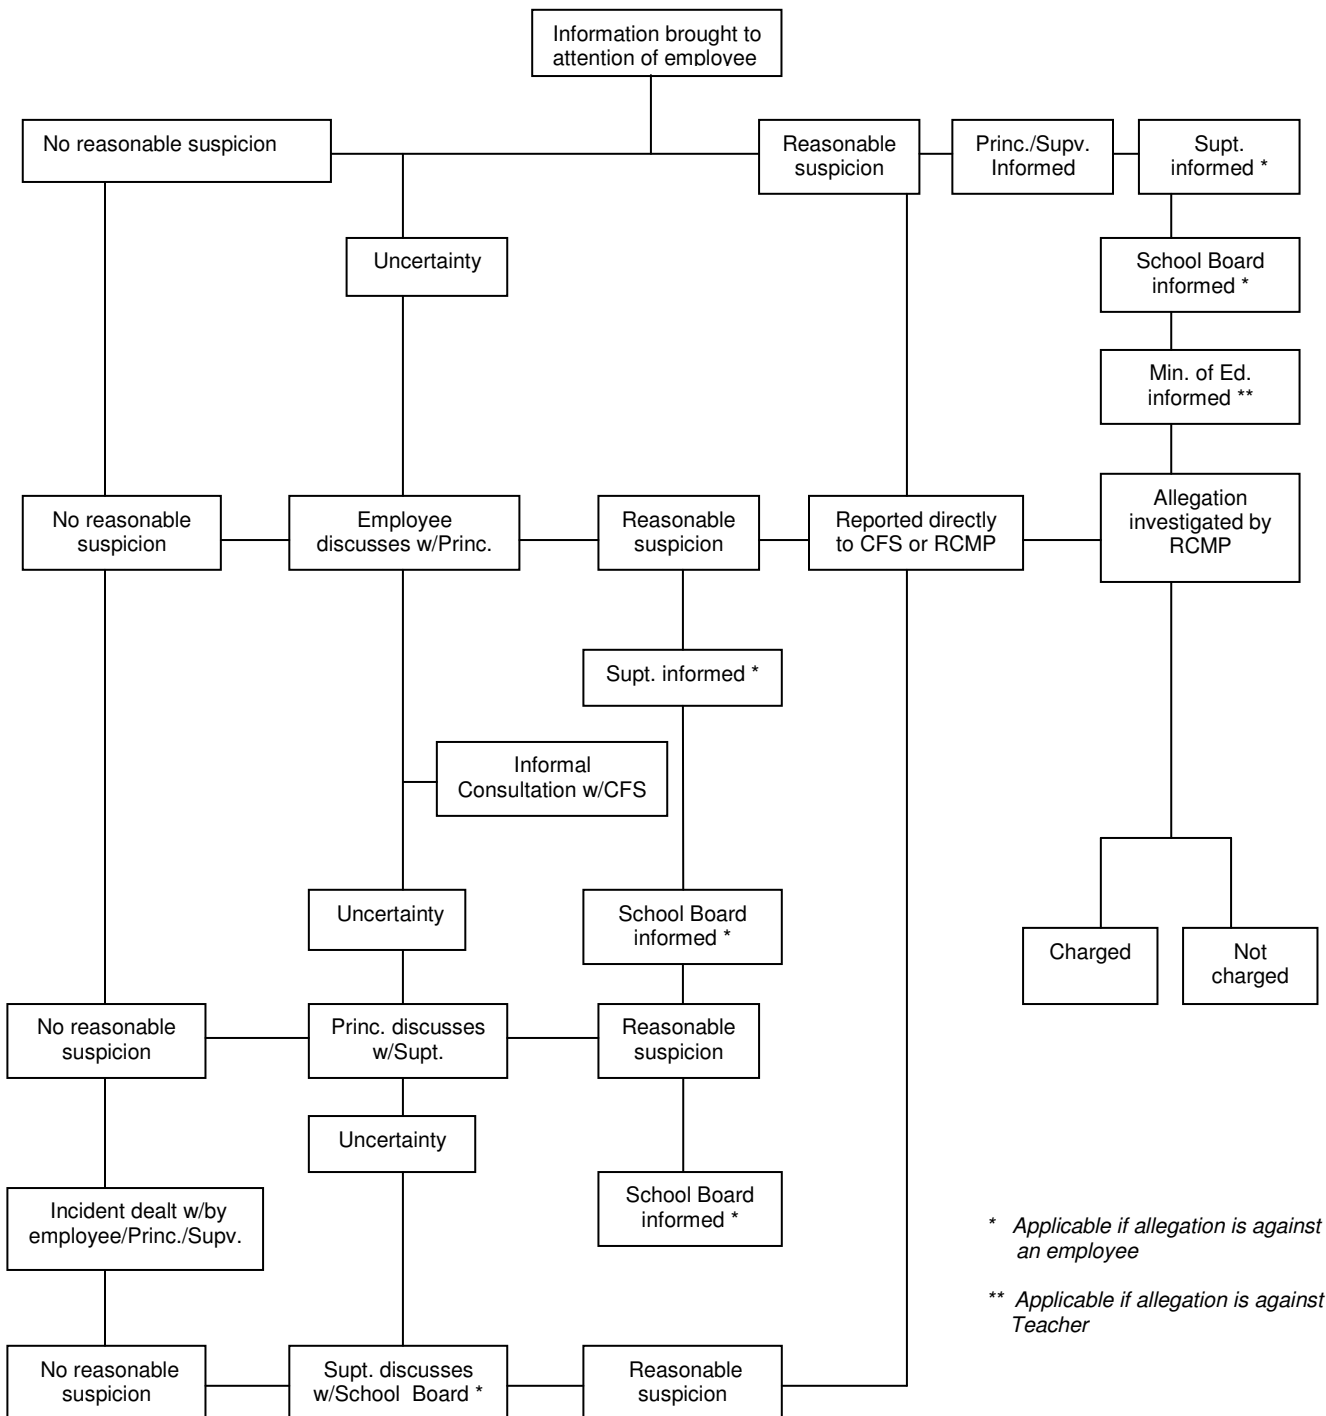 Information brought to
attention of employee
No reasonable suspicion
Reasonable
suspicion
Princ./Supv.
Informed
Supt.
informed *
Uncertainty
School Board
informed *
Min. of Ed.
informed **
No reasonable
suspicion
Employee
discusses w/Princ.
Reasonable
suspicion
Reported directly
to CFS or RCMP
Allegation
investigated by
RCMP
Supt. informed *
Informal
Consultation w/CFS
Uncertainty
School Board
informed *
Charged
Not
charged
No reasonable
suspicion
Princ. discusses
w/Supt.
Reasonable
suspicion
Uncertainty
School Board
informed *
Incident dealt w/by
employee/Princ./Supv.
* Applicable if allegation is against
an employee
** Applicable if allegation is against
Teacher
No reasonable
suspicion
Supt. discusses
w/School Board *
Reasonable
suspicion